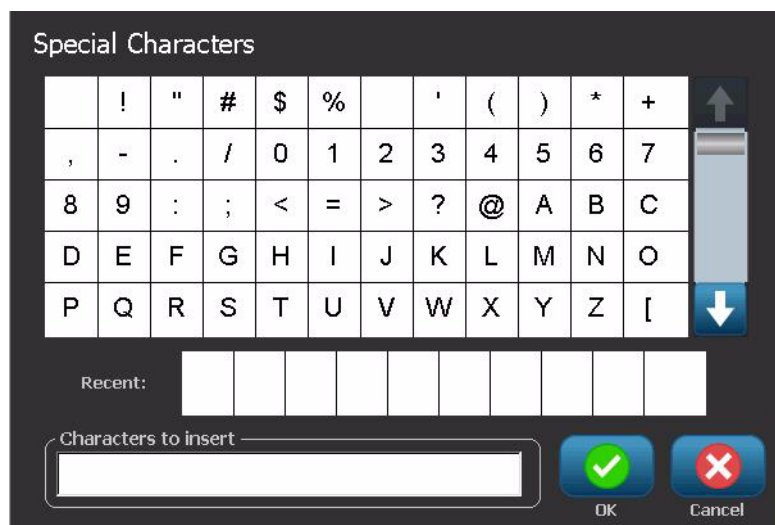 Special Characters
! " # $ % ' ( ) * +
, - . / 0 1 2 3 4 5 6 7
8 9 : ; < = > ? @ A B C
D E F G H I J K L M N O
P Q R S T U V W X Y Z [
Recent:
Characters to insert
OK Cancel